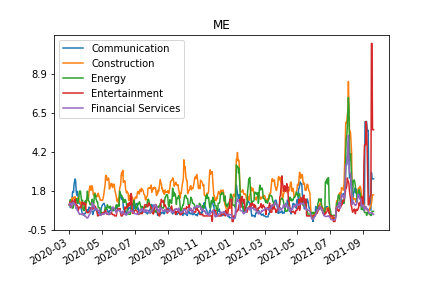 ME
Communication
Construction
Energy
Entertainment
Financial Services
8.9
6.5
4.2
1.8
-0.5
2020-03
2020-05
2020-07
2020-09
2020-11
2021-01
2021-03
2021-05
2021-07
2021-09